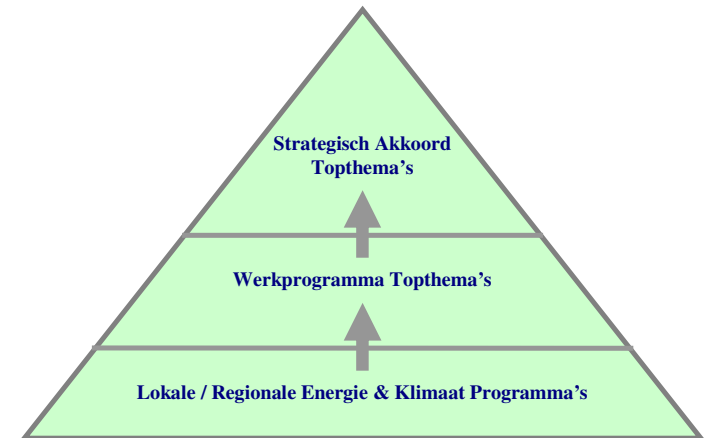 Strategisch Akkoord
Topthema’s
Werkprogramma Topthema’s
Lokale / Regionale Energie & Klimaat Programma’s